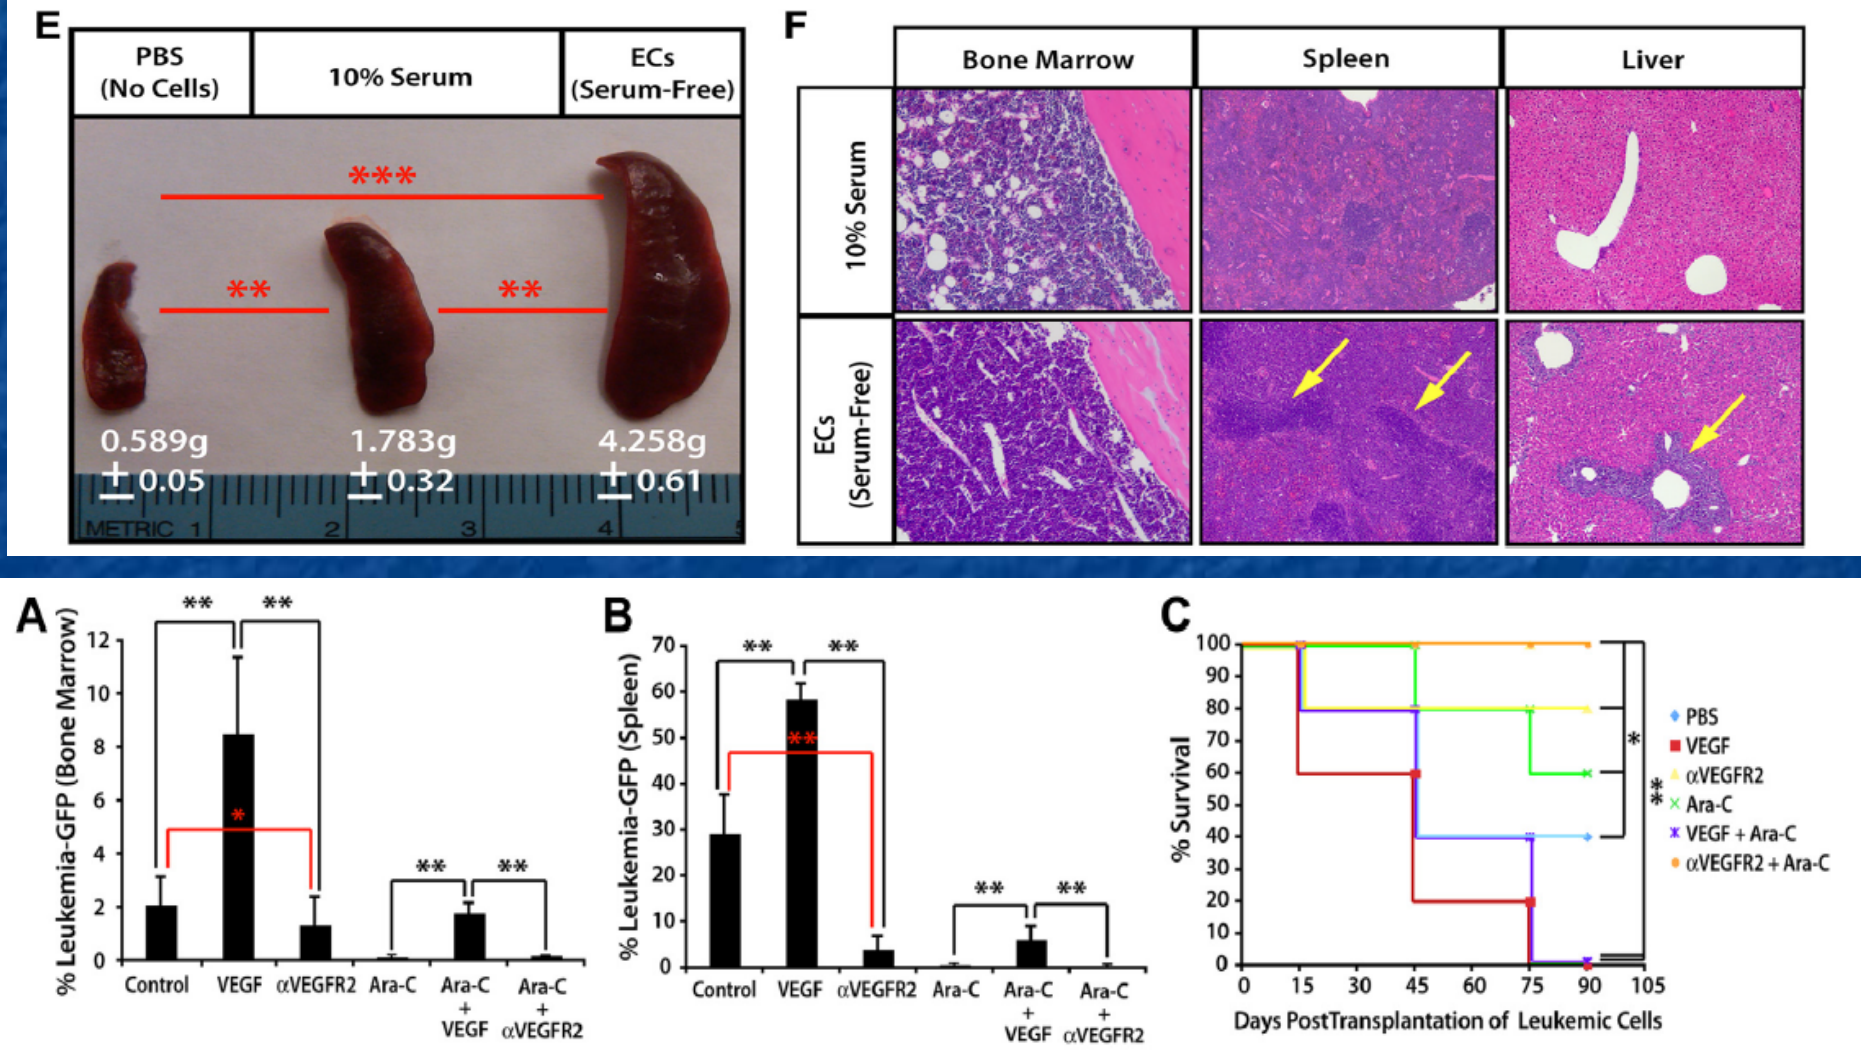 E
PBS
(No Cells)
10% Serum
ECs
(Serum-Free)
***
**
**
0.589g
± 0.05
1.783g
± 0.32
4.258g
± 0.61
METRIC 1 2 3 4 5
F
Bone Marrow
Spleen
Liver
10% Serum
ECs
(Serum-Free)
A
% Leukemia-GFP (Bone Marrow)
12
10
8
6
4
2
0
**
**
*
**
**
Control
VEGF
αVEGFR2
Ara-C
Ara-C
+
VEGF
Ara-C
+
αVEGFR2
B
% Leukemia-GFP (Spleen)
70
60
50
40
30
20
10
0
**
**
**
**
**
Control
VEGF
αVEGFR2
Ara-C
Ara-C
+
VEGF
Ara-C
+
αVEGFR2
C
% Survival
100
90
80
70
60
50
40
30
20
10
0
0 15 30 45 60 75 90 105
Days PostTransplantation of Leukemic Cells
*
**
PBS
VEGF
αVEGFR2
Ara-C
VEGF + Ara-C
αVEGFR2 + Ara-C